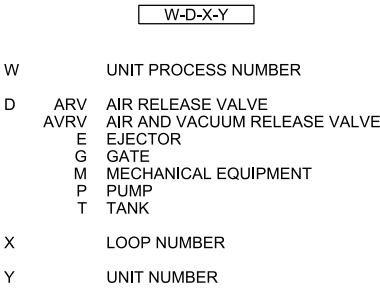 W-D-X-Y
W UNIT PROCESS NUMBER
D ARV AIR RELEASE VALVE
AVRV AIR AND VACUUM RELEASE VALVE
E EJECTOR
G GATE
M MECHANICAL EQUIPMENT
P PUMP
T TANK
X LOOP NUMBER
Y UNIT NUMBER